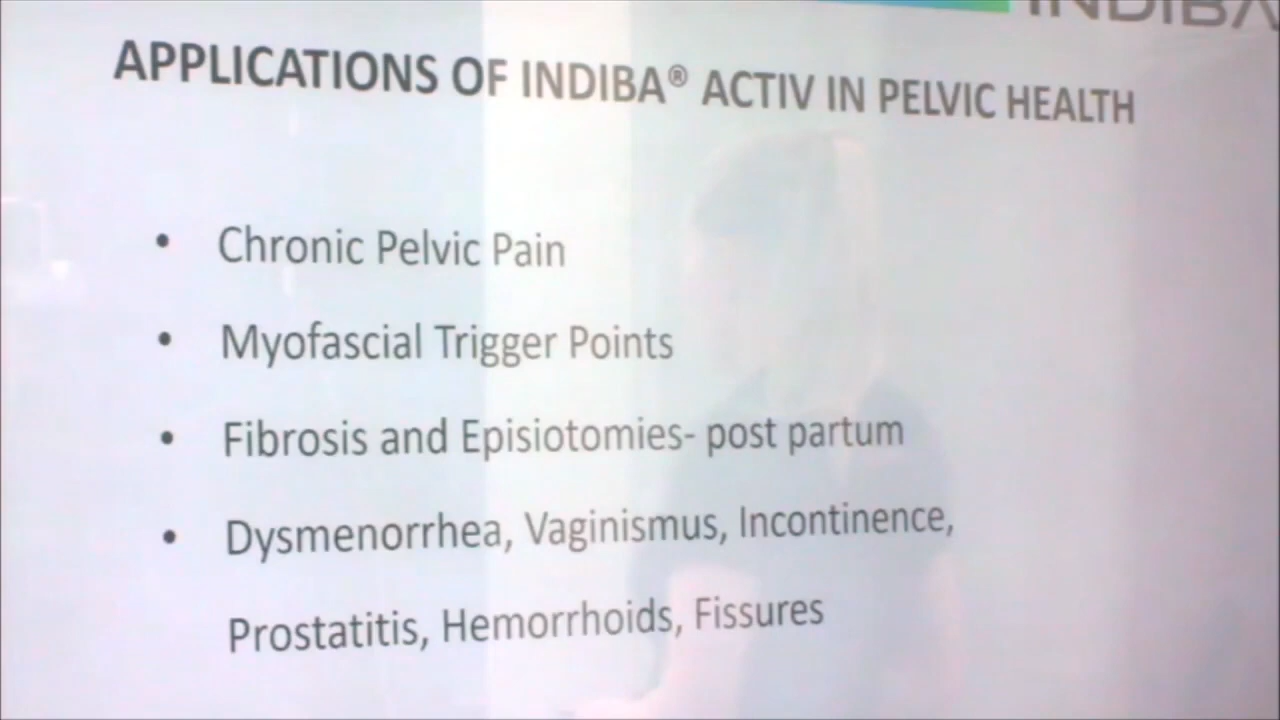 INDIBA
APPLICATIONS OF INDIBA® ACTIV IN PELVIC HEALTH
• Chronic Pelvic Pain
• Myofascial Trigger Points
• Fibrosis and Episiotomies- post partum
• Dysmenorrhea, Vaginismus, Incontinence,
Prostatitis, Hemorrhoids, Fissures